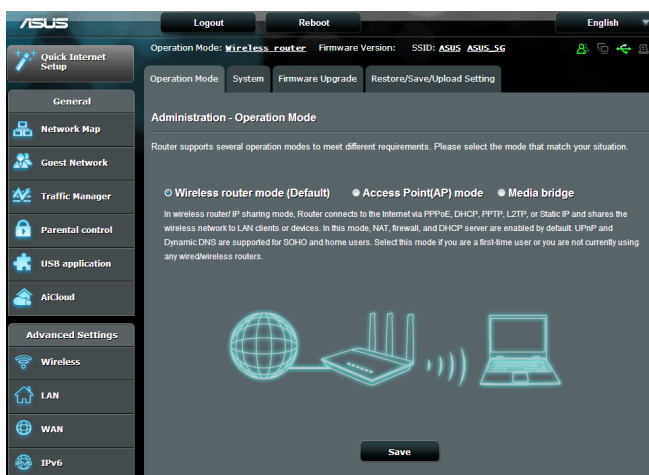 ASUS
Logout
Reboot
English
Quick Internet
Setup
Operation Mode: Wireless router Firmware Version: SSID: ASUS ASUS_5G
Operation Mode
System
Firmware Upgrade
Restore/Save/Upload Setting
General
Network Map
Guest Network
Traffic Manager
Parental control
USB application
AiCloud
Advanced Settings
Wireless
LAN
WAN
IPv6
Administration - Operation Mode
Router supports several operation modes to meet different requirements. Please select the mode that match your situation.
Wireless router mode (Default) Access Point(AP) mode Media bridge
In wireless router/ IP sharing mode, Router connects to the Internet via PPPoE, DHCP, PPTP, L2TP, or Static IP and shares the
wireless network to LAN clients or devices. In this mode, NAT, firewall, and DHCP server are enabled by default. UPnP and
Dynamic DNS are supported for SOHO and home users. Select this mode if you are a first-time user or you are not currently using
any wired/wireless routers.
Save